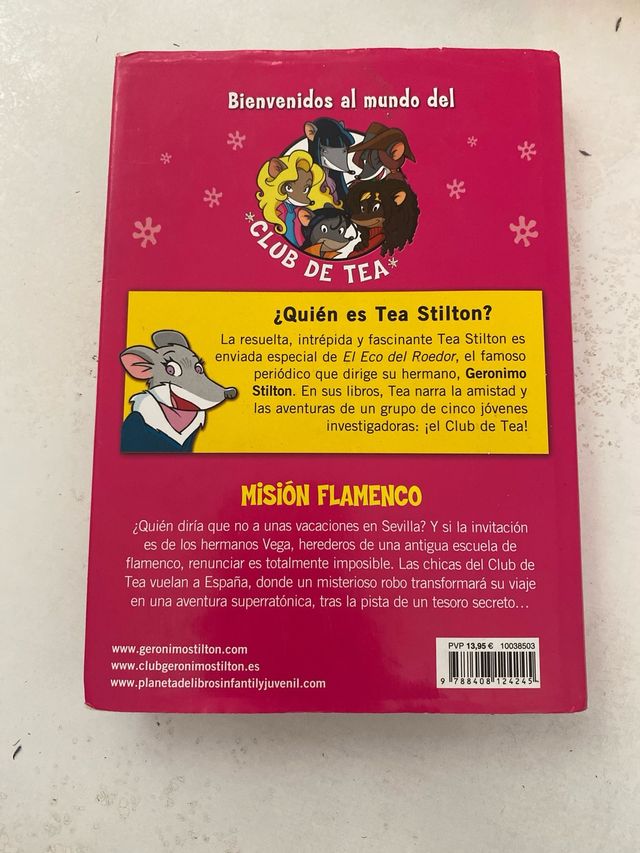 Bienvenidos al mundo del
CLUB DE TEA
¿Quién es Tea Stilton?
La resuelta, intrépida y fascinante Tea Stilton es
enviada especial de El Eco del Roedor, el famoso
periódico que dirige su hermano, Geronimo
Stilton. En sus libros, Tea narra la amistad y
las aventuras de un grupo de cinco jóvenes
investigadoras: ¡el Club de Tea!
MISIÓN FLAMENCO
¿Quién diría que no a unas vacaciones en Sevilla? Y si la invitación
es de los hermanos Vega, herederos de una antigua escuela de
flamenco, renunciar es totalmente imposible. Las chicas del Club de
Tea vuelan a España, donde un misterioso robo transformará su viaje
en una aventura superratónica, tras la pista de un tesoro secreto...
www.geronimostilton.com
www.clubgeronimostilton.es
www.planetadelibrosinfantilyjuvenil.com
PVP 13,95 € 10038503
9 788408 124245